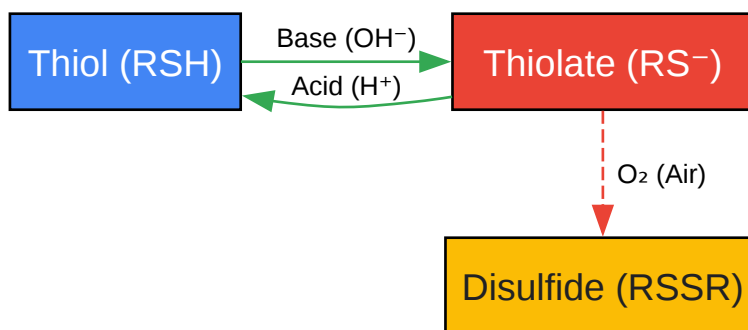 Thiol (RSH)
Base (OH⁻)
Acid (H⁺)
Thiolate (RS⁻)
O₂ (Air)
Disulfide (RSSR)